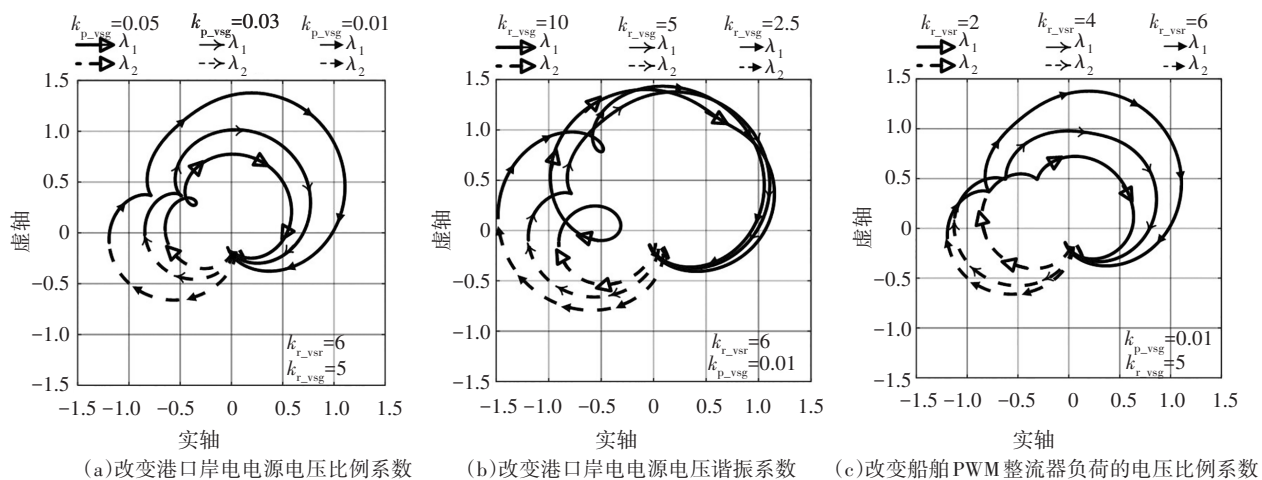 k_p_vsg=0.05 k_p_vsg=0.03 k_p_vsg=0.01
λ₁ λ₁ λ₁
λ₂ λ₂ λ₂
1.5
1.0
0.5
0
−0.5
−1.0
−1.5
虚轴
k_r_vsr=6
k_r_vsg=5
−1.5 −1.0 −0.5 0 0.5 1.0 1.5
实轴
(a)改变港口岸电电源电压比例系数
k_r_vsg=10 k_r_vsg=5 k_r_vsg=2.5
λ₁ λ₁ λ₁
λ₂ λ₂ λ₂
1.5
1.0
0.5
0
−0.5
−1.0
−1.5
虚轴
k_r_vsr=6
k_p_vsg=0.01
−1.5 −1.0 −0.5 0 0.5 1.0 1.5
实轴
(b)改变港口岸电电源电压谐振系数
k_r_vsr=2 k_r_vsr=4 k_r_vsr=6
λ₁ λ₁ λ₁
λ₂ λ₂ λ₂
1.5
1.0
0.5
0
−0.5
−1.0
−1.5
虚轴
k_p_vsg=0.01
k_r_vsg=5
−1.5 −1.0 −0.5 0 0.5 1.0 1.5
实轴
(c)改变船舶PWM整流器负荷的电压比例系数